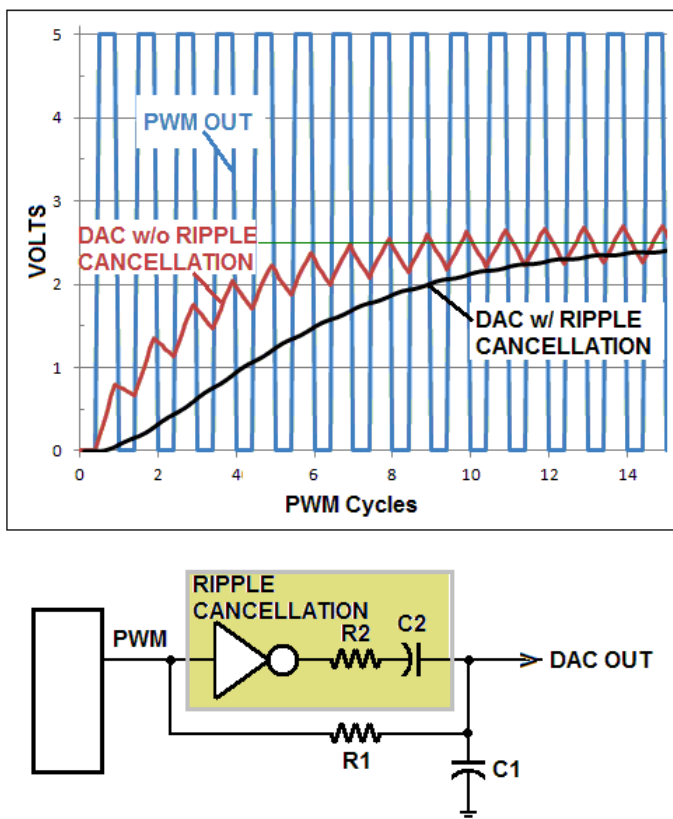 5
4
3
2
1
0
VOLTS
PWM OUT
DAC w/o RIPPLE
CANCELLATION
DAC w/ RIPPLE
CANCELLATION
0 2 4 6 8 10 12 14
PWM Cycles
RIPPLE
CANCELLATION
R2
C2
PWM
DAC OUT
R1
C1